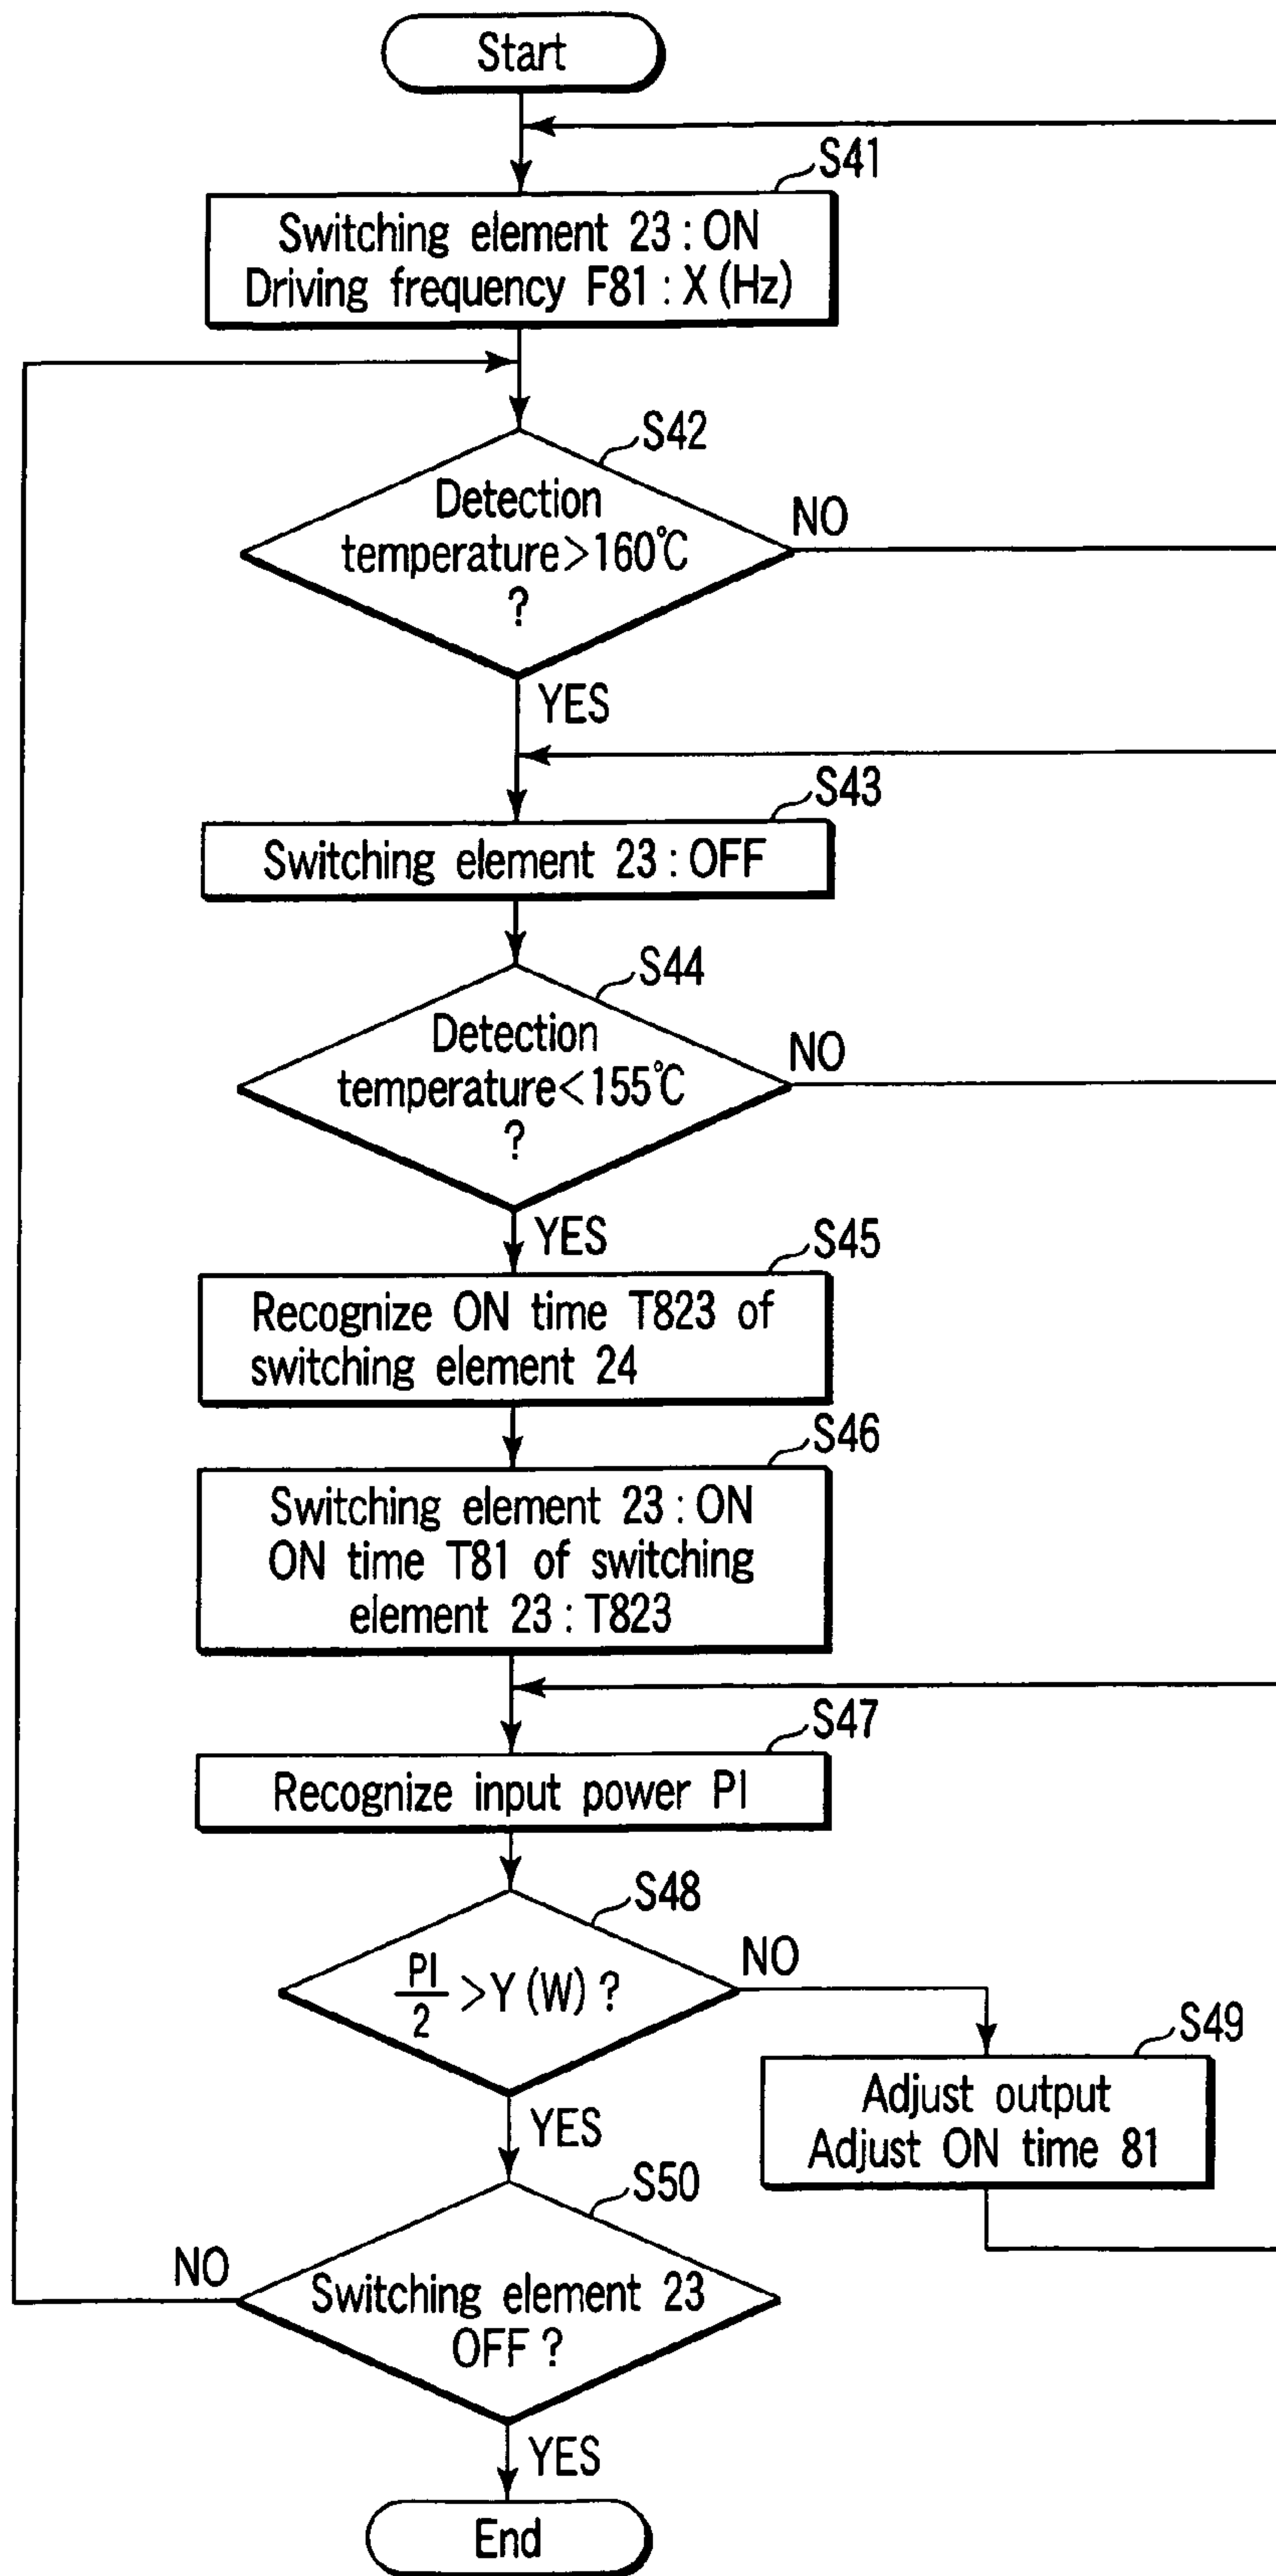 Start
S41
Switching element 23 : ON
Driving frequency F81 : X (Hz)
S42
Detection
temperature > 160°C
?
NO
YES
S43
Switching element 23 : OFF
S44
Detection
temperature < 155°C
?
NO
YES
S45
Recognize ON time T823 of
switching element 24
S46
Switching element 23 : ON
ON time T81 of switching
element 23 : T823
S47
Recognize input power PI
S48
PI
2
> Y (W) ?
NO
S49
Adjust output
Adjust ON time 81
YES
S50
Switching element 23
OFF ?
NO
YES
End